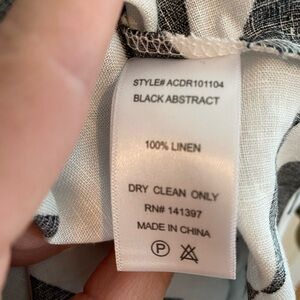 STYLE# ACDR101104
BLACK ABSTRACT
100% LINEN
DRY CLEAN ONLY
RN# 141397
MADE IN CHINA
P